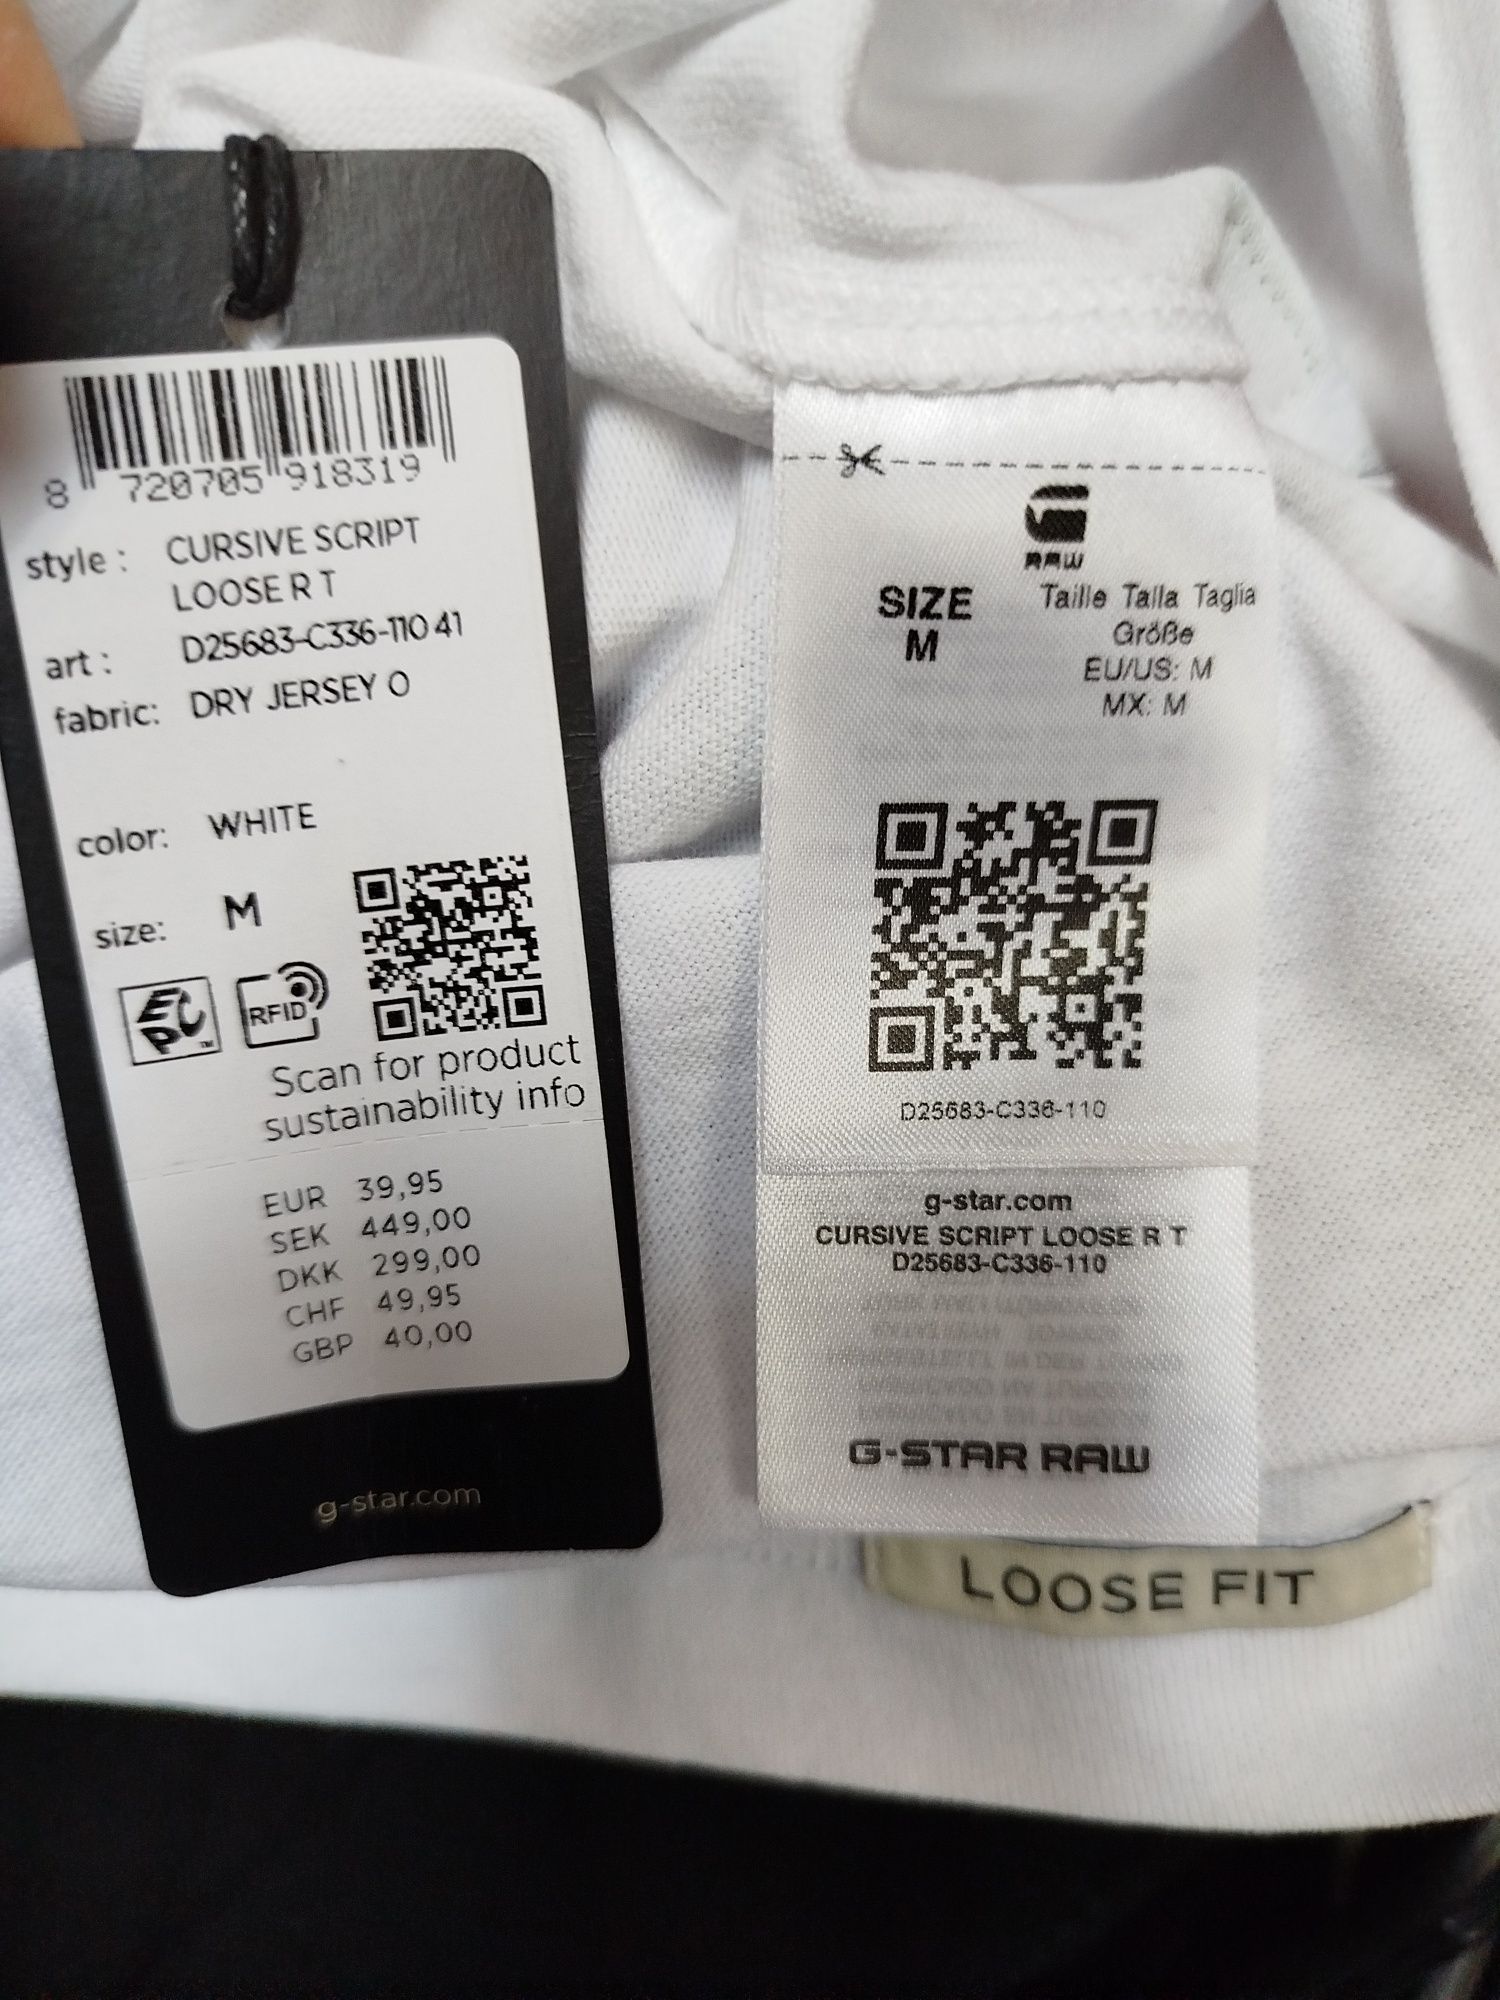 8 720705 918319
style : CURSIVE SCRIPT
LOOSE R T
art : D25683-C336-110 41
fabric: DRY JERSEY O
color: WHITE
size: M
EPC
RFID
Scan for product
sustainability info
EUR 39,95
SEK 449,00
DKK 299,00
CHF 49,95
GBP 40,00
g-star.com
RAW
SIZE
M
Taille Talla Taglia
Größe
EU/US: M
MX: M
D25683-C336-110
g-star.com
CURSIVE SCRIPT LOOSE R T
D25683-C336-110
G-STAR RAW
LOOSE FIT